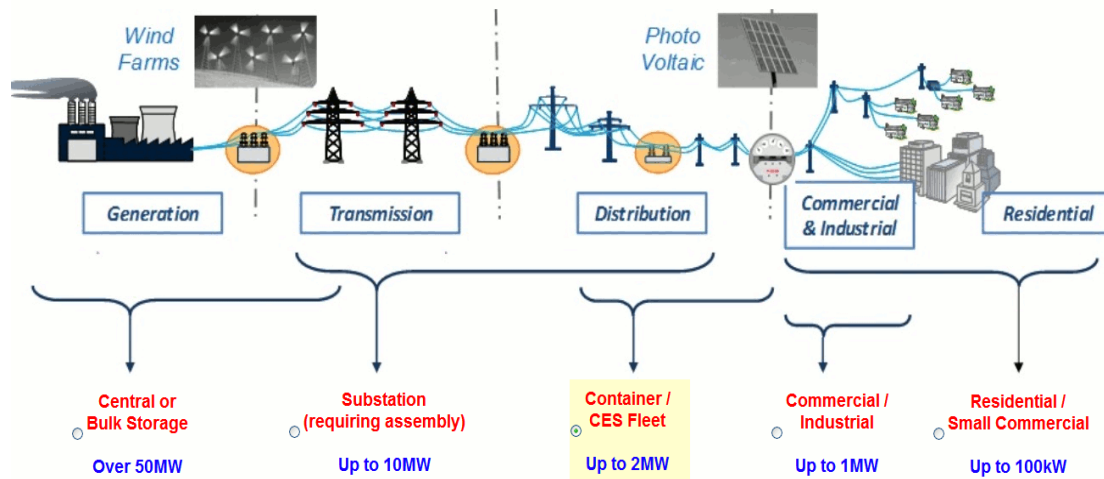 Wind
Farms
Photo
Voltaic
Generation
Transmission
Distribution
Commercial
& Industrial
Residential
Central or
Bulk Storage
Over 50MW
Substation
(requiring assembly)
Up to 10MW
Container /
CES Fleet
Up to 2MW
Commercial /
Industrial
Up to 1MW
Residential /
Small Commercial
Up to 100kW